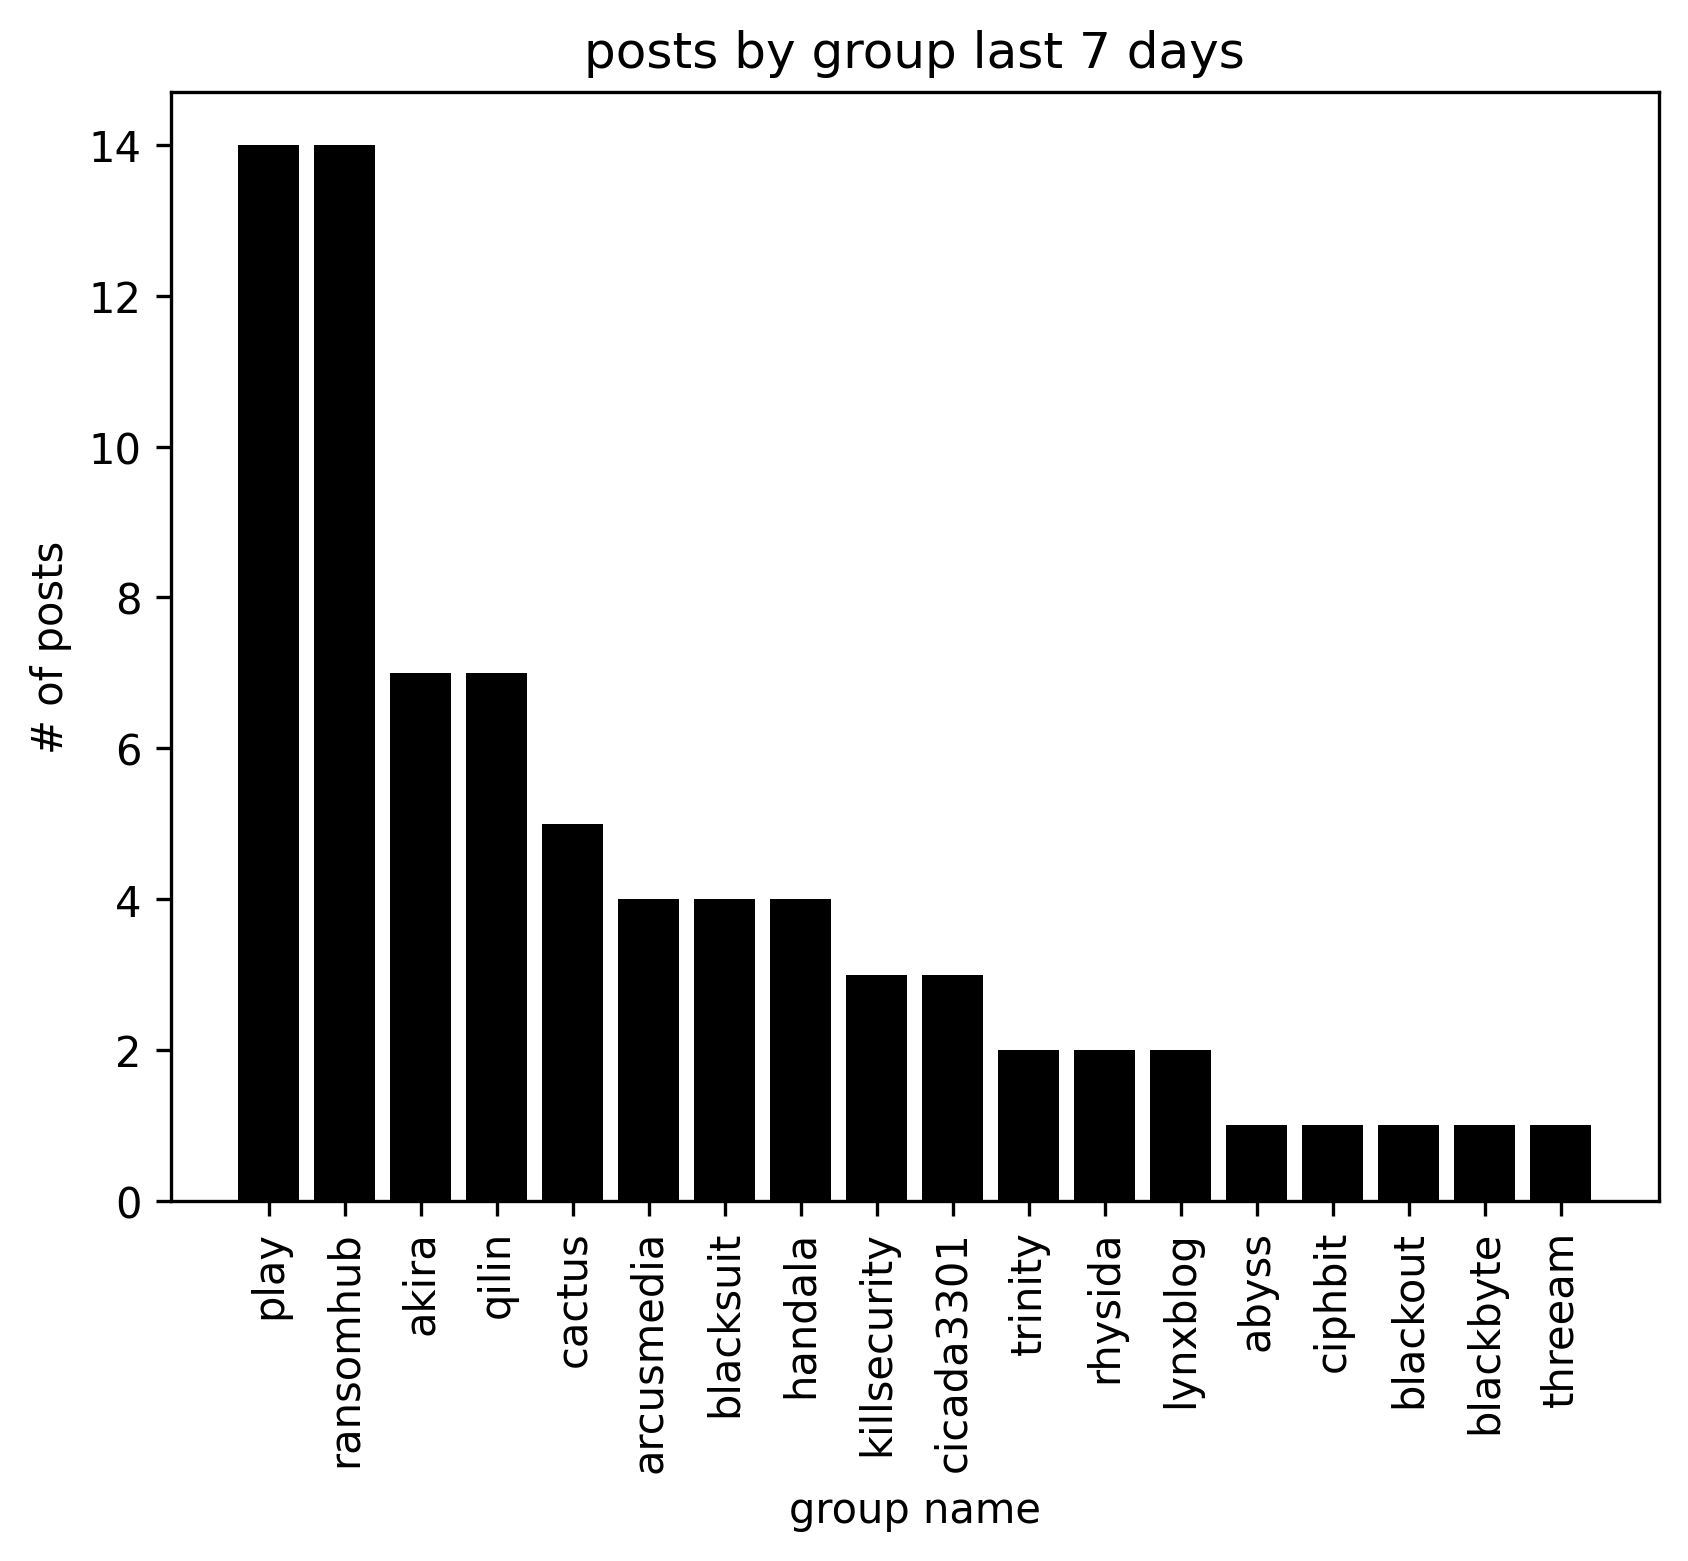 posts by group last 7 days
14
12
10
8
6
4
2
0
# of posts
play
ransomhub
akira
qilin
cactus
arcusmedia
blacksuit
handala
killsecurity
cicada3301
trinity
rhysida
lynxblog
abyss
ciphbit
blackout
blackbyte
threeam
group name